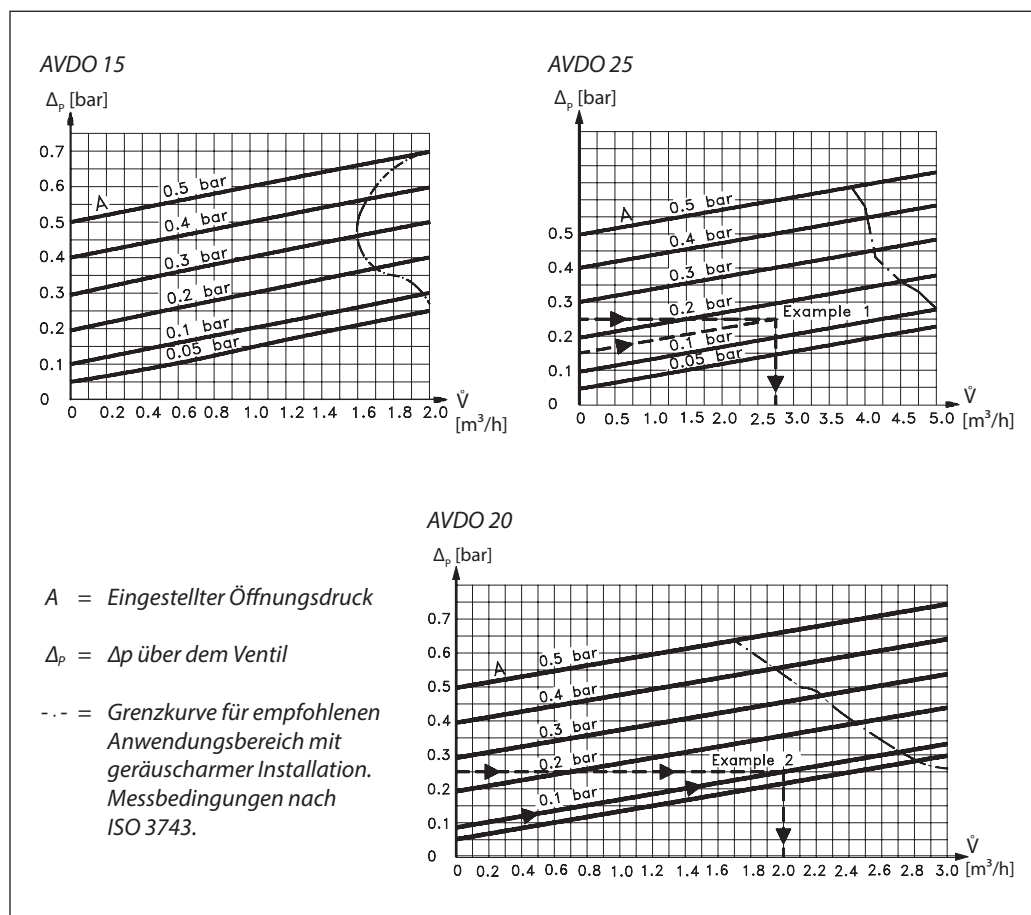 AVDO 15
Δₚ [bar]
0.7
0.6
0.5
0.4
0.3
0.2
0.1
0
A
0.5 bar
0.4 bar
0.3 bar
0.2 bar
0.1 bar
0.05 bar
0 0.2 0.4 0.6 0.8 1.0 1.2 1.4 1.6 1.8 2.0
V̊
[m³/h]
AVDO 25
Δₚ [bar]
0.5
0.4
0.3
0.2
0.1
0
A
0.5 bar
0.4 bar
0.3 bar
0.2 bar
Example 1
0.1 bar
0.05 bar
0 0.5 1.0 1.5 2.0 2.5 3.0 3.5 4.0 4.5 5.0
V̊
[m³/h]
AVDO 20
Δₚ [bar]
0.7
0.6
0.5
0.4
0.3
0.2
0.1
0
A
0.5 bar
0.4 bar
0.3 bar
0.2 bar
Example 2
0.1 bar
0 0.2 0.4 0.6 0.8 1.0 1.2 1.4 1.6 1.8 2.0 2.2 2.4 2.6 2.8 3.0
V̊
[m³/h]
A = Eingestellter Öffnungsdruck
Δₚ = Δp über dem Ventil
-·- = Grenzkurve für empfohlenen
Anwendungsbereich mit
geräuscharmer Installation.
Messbedingungen nach
ISO 3743.